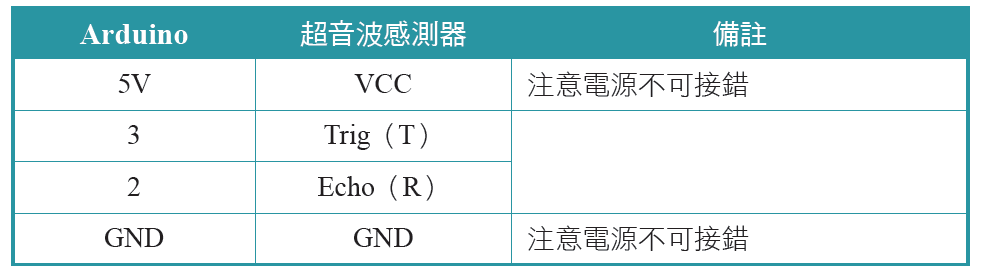 Arduino 超音波感測器 備註
5V VCC 注意電源不可接錯
3 Trig（T）
2 Echo（R）
GND GND 注意電源不可接錯